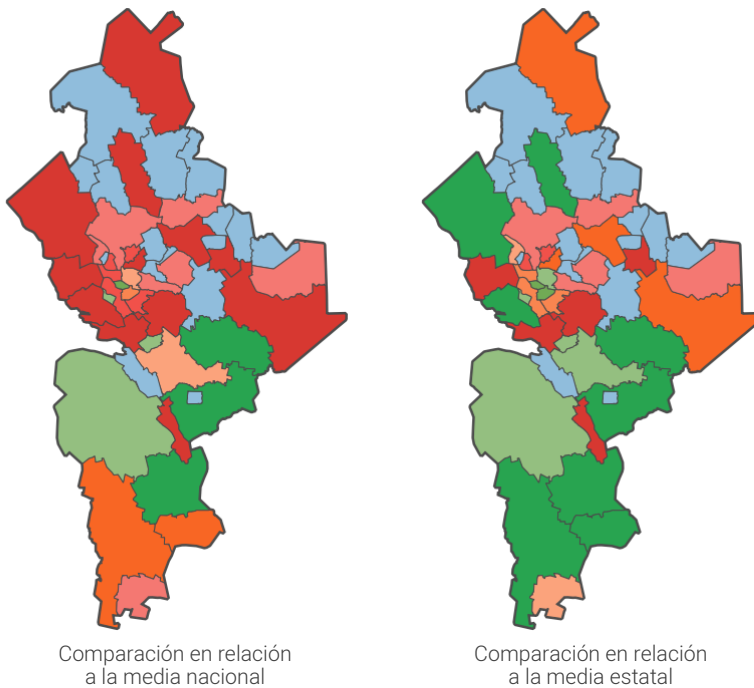 Comparación en relación
a la media nacional
Comparación en relación
a la media estatal